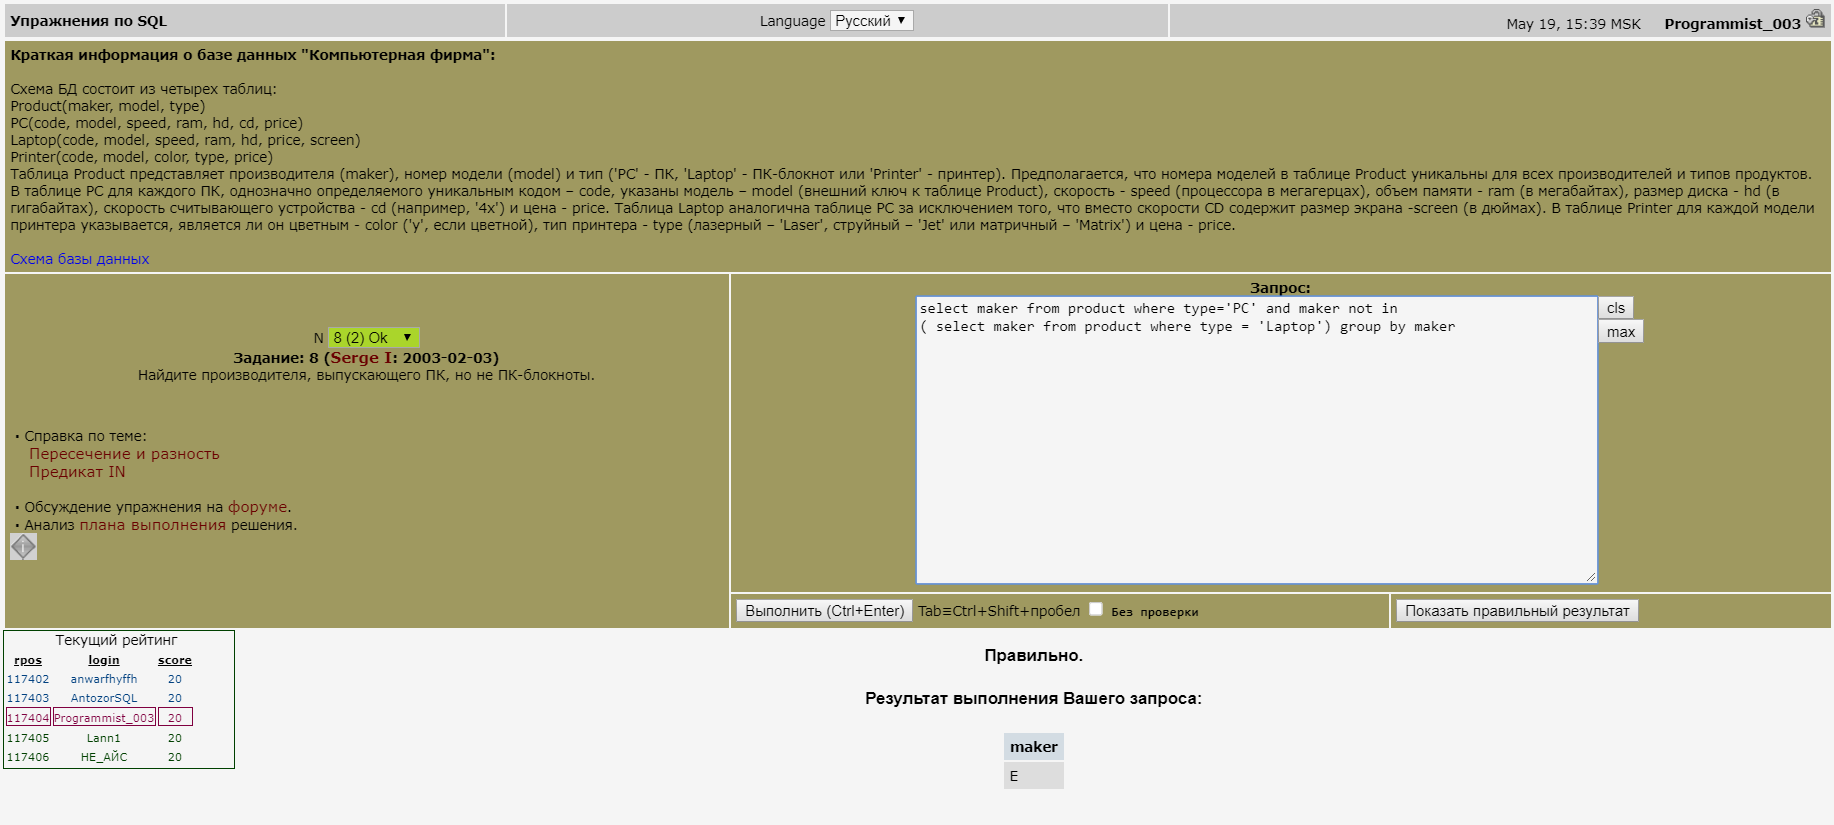 Упражнения по SQL
Language Русский
May 19, 15:39 MSK Programmist_003
Краткая информация о базе данных "Компьютерная фирма":
Схема БД состоит из четырех таблиц:
Product(maker, model, type)
PC(code, model, speed, ram, hd, cd, price)
Laptop(code, model, speed, ram, hd, price, screen)
Printer(code, model, color, type, price)
Таблица Product представляет производителя (maker), номер модели (model) и тип ('PC' - ПК, 'Laptop' - ПК-блокнот или 'Printer' - принтер). Предполагается, что номера моделей в таблице Product уникальны для всех производителей и типов продуктов.
В таблице PC для каждого ПК, однозначно определяемого уникальным кодом – code, указаны модель – model (внешний ключ к таблице Product), скорость - speed (процессора в мегагерцах), объем памяти - ram (в мегабайтах), размер диска - hd (в
гигабайтах), скорость считывающего устройства - cd (например, '4x') и цена - price. Таблица Laptop аналогична таблице РС за исключением того, что вместо скорости CD содержит размер экрана -screen (в дюймах). В таблице Printer для каждой модели
принтера указывается, является ли он цветным - color ('y', если цветной), тип принтера - type (лазерный – 'Laser', струйный – 'Jet' или матричный – 'Matrix') и цена - price.
Схема базы данных
N 8 (2) Ok
Задание: 8 (Serge I: 2003-02-03)
Найдите производителя, выпускающего ПК, но не ПК-блокноты.
• Справка по теме:
Пересечение и разность
Предикат IN
• Обсуждение упражнения на форуме.
• Анализ плана выполнения решения.
Запрос:
select maker from product where type='PC' and maker not in
( select maker from product where type = 'Laptop') group by maker
cls
max
Выполнить (Ctrl+Enter) Tab≡Ctrl+Shift+пробел Без проверки
Показать правильный результат
Текущий рейтинг
rpos login score
117402 anwarfhyffh 20
117403 AntozorSQL 20
117404 Programmist_003 20
117405 Lann1 20
117406 НЕ_АЙС 20
Правильно.
Результат выполнения Вашего запроса:
maker
E